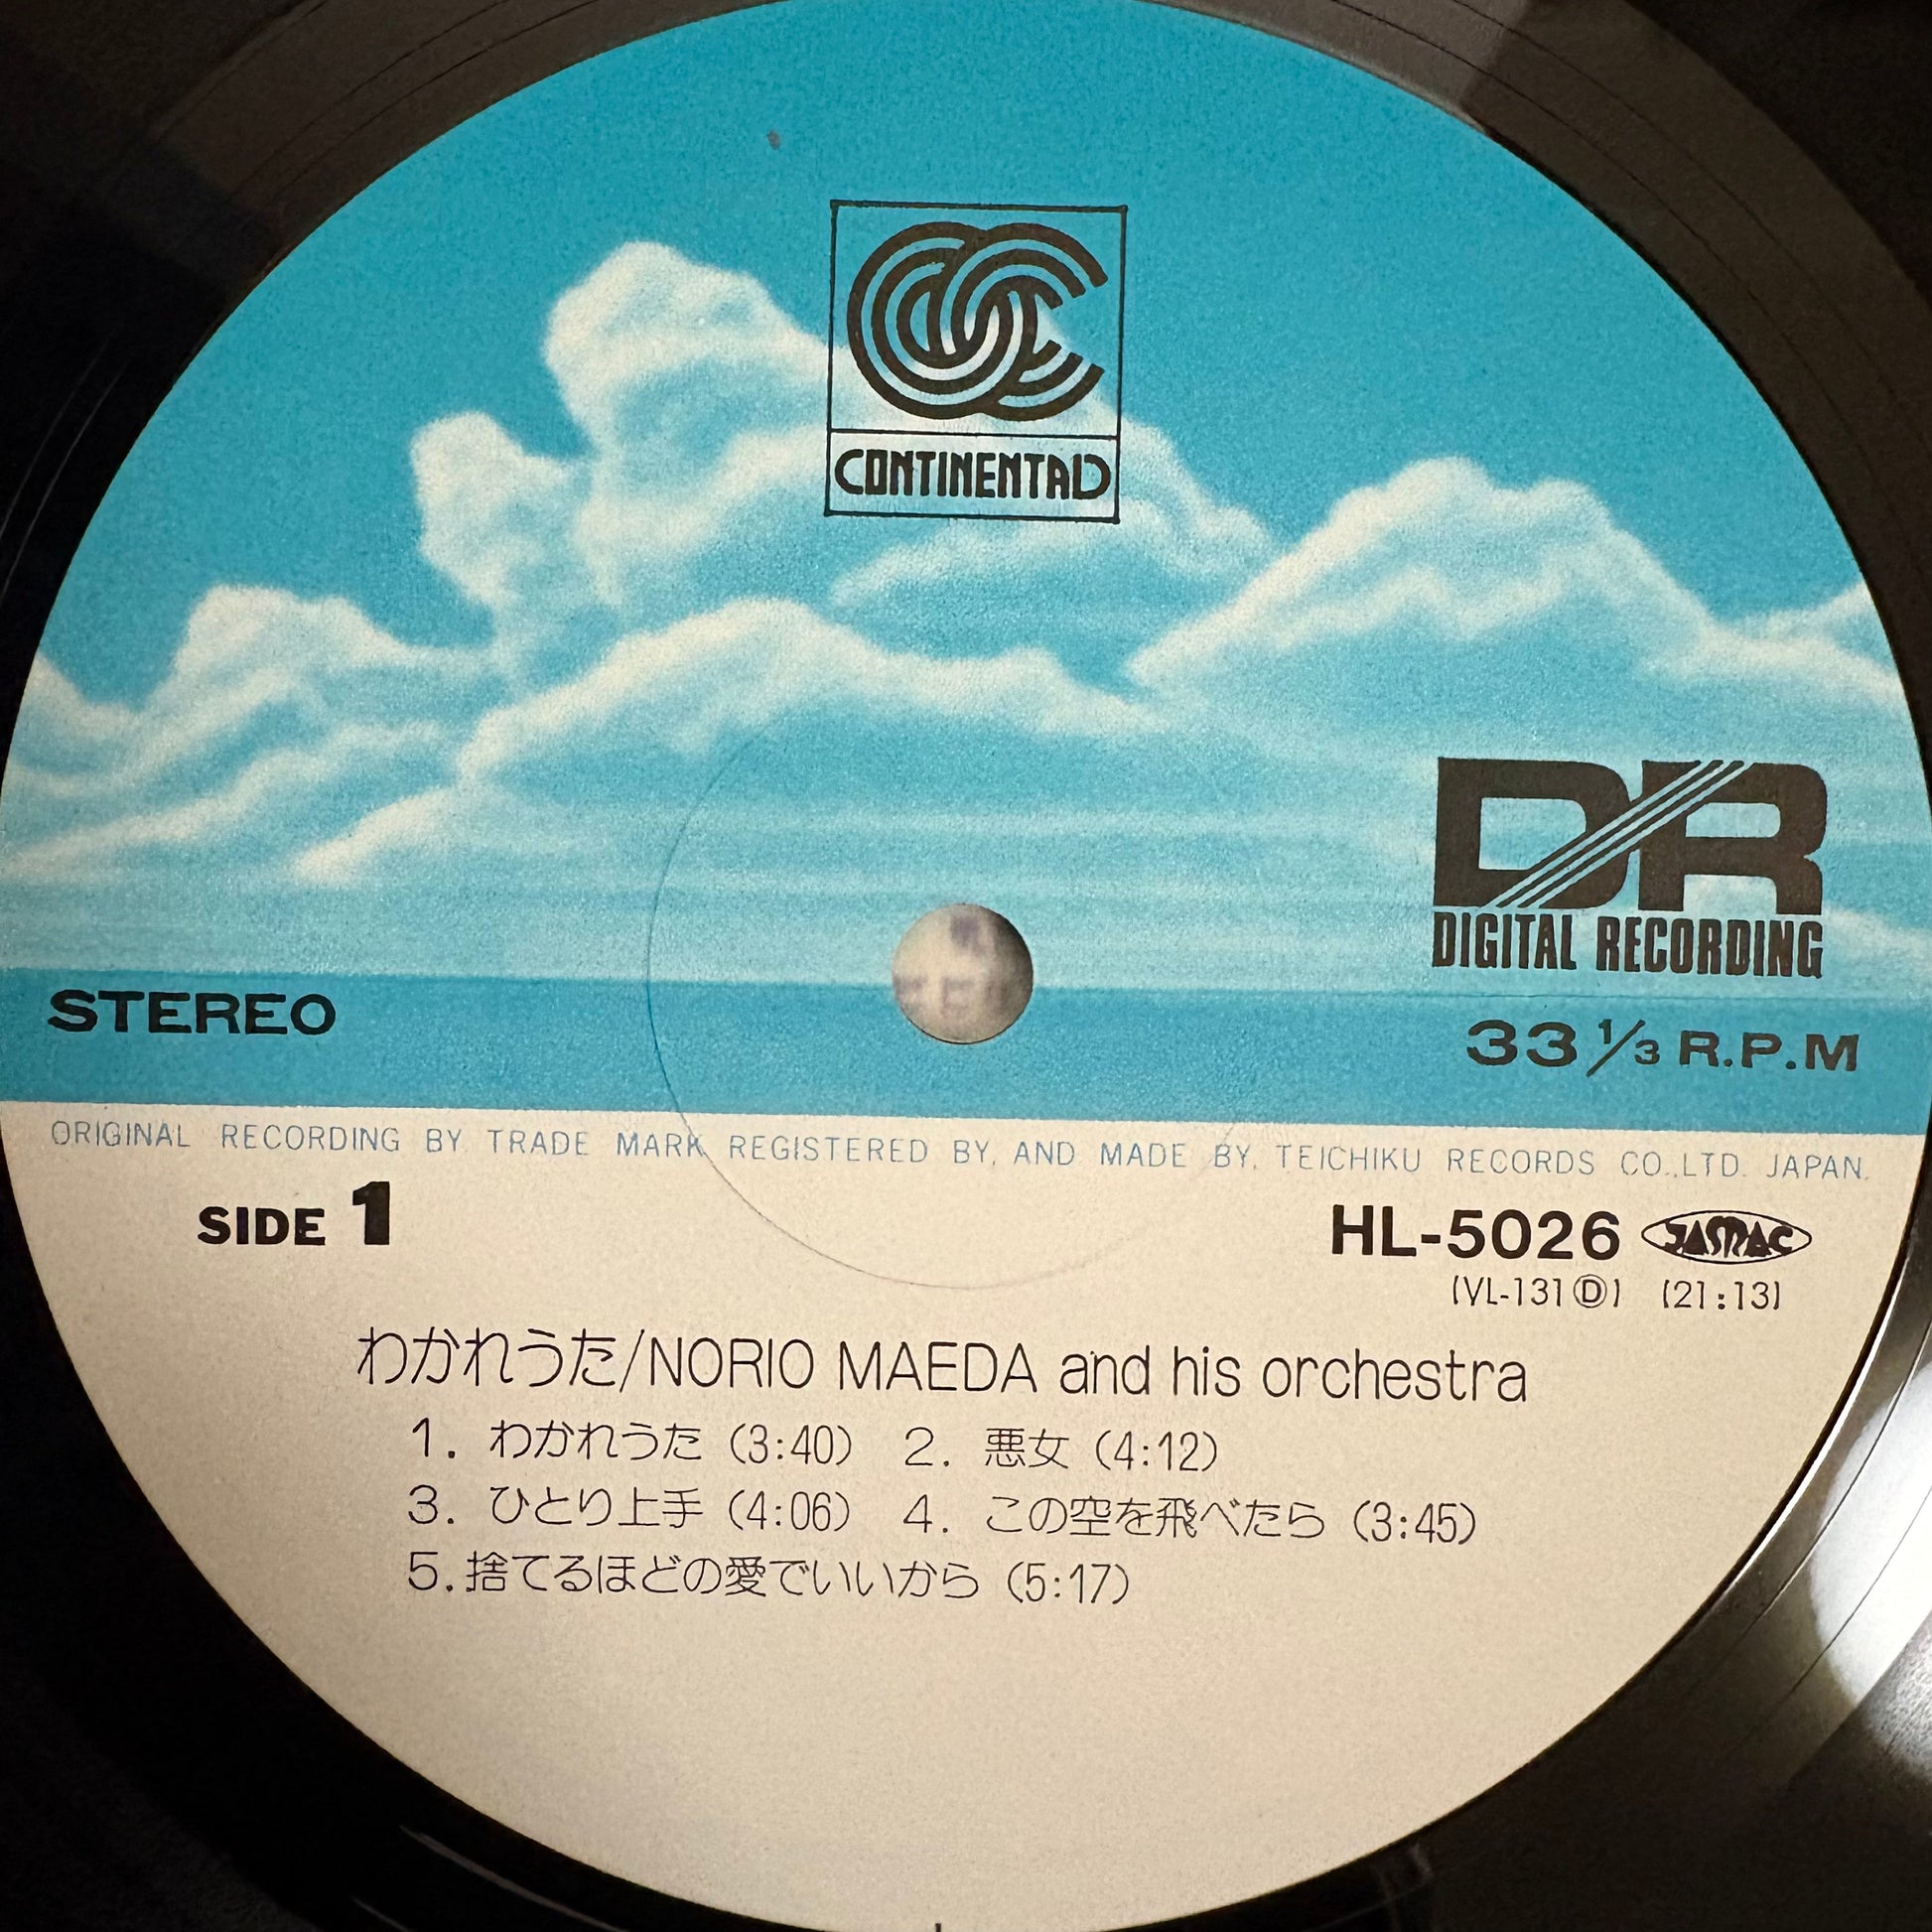 CONTINENTAL
DR
DIGITAL RECORDING
STEREO
33 1/3 R.P.M
ORIGINAL RECORDING BY TRADE MARK REGISTERED BY, AND MADE BY, TEICHIKU RECORDS CO.,LTD. JAPAN.
SIDE 1
HL-5026 JASRAC
(VL-131Ⓓ) (21:13)
わかれうた/NORIO MAEDA and his orchestra
1. わかれうた (3:40) 2. 悪女 (4:12)
3. ひとり上手 (4:06) 4. この空を飛べたら (3:45)
5. 捨てるほどの愛でいいから (5:17)